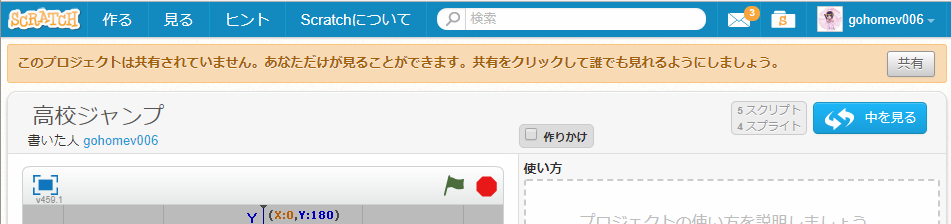 SCRATCH 作る 見る ヒント Scratchについて 検索 3 S gohomev006
このプロジェクトは共有されていません。あなただけが見ることができます。共有をクリックして誰でも見れるようにしましょう。 共有
高校ジャンプ
書いた人 gohomev006
5 スクリプト
4 スプライト
中を見る
作りかけ
使い方
v459.1
Y (X:0,Y:180)
プロジェクトの使い方を説明しましょう